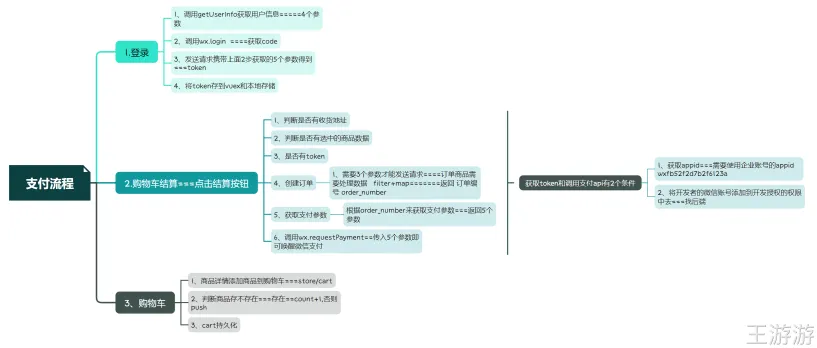 支付流程
1.登录
1、调用getUserInfo获取用户信息=====4个参
数
2、调用wx.login ====获取code
3、发送请求携带上面2步获取的5个参数得到
===token
4、将token存到vuex和本地存储
2.购物车结算===点击结算按钮
1、判断是否有收货地址
2、判断是否有选中的商品数据
3、是否有token
4、创建订单
1、需要3个参数才能发送请求====订单商品需
要处理数据 filter+map=======返回 订单编
号 order_number
5、获取支付参数
根据order_number来获取支付参数===返回5个
参数
6、调用wx.requestPayment==传入5个参数即
可唤醒微信支付
获取token和调用支付api有2个条件
1、获取appid===需要使用企业账号的appid
wxfb52f2d7b2f6123a
2、将开发者的微信账号添加到开发授权的权限
中去===找后端
3、购物车
1、商品详情添加商品到购物车===store/cart
2、判断商品存不存在===存在==count+1,否则
push
3、cart持久化
王游游